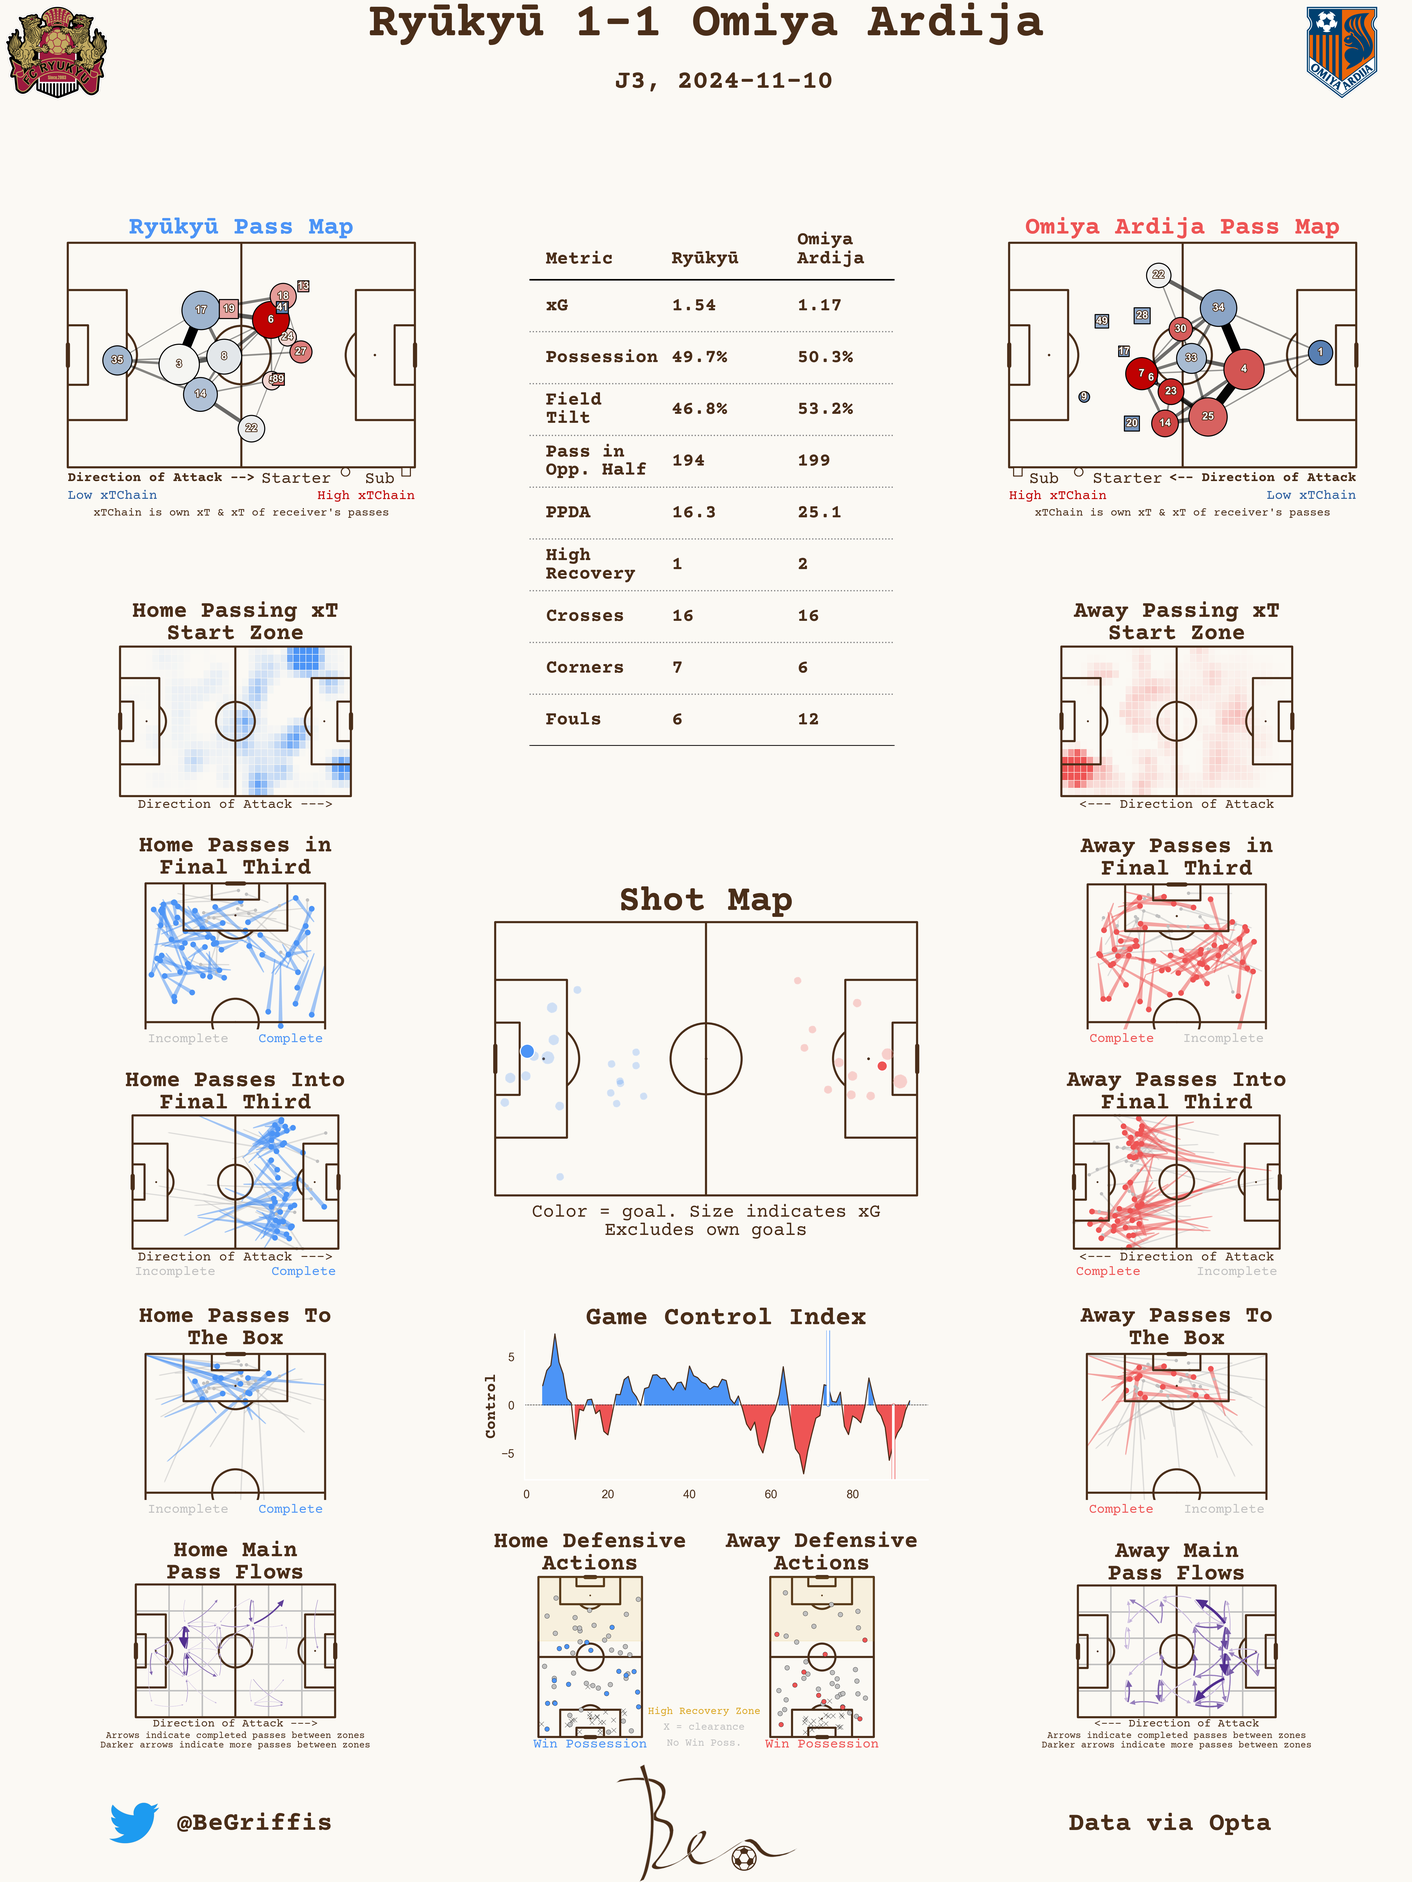 Ryūkyū 1-1 Omiya Ardija
J3, 2024-11-10
FC RYUKYU
Since.2003
OMIYA ARDIJA
Ryūkyū Pass Map
17
19
18
13
41
6
24
27
35
3
8
14
89
22
Direction of Attack --> Starter Sub
Low xTChain High xTChain
xTChain is own xT & xT of receiver's passes
Metric Ryūkyū Omiya
Ardija
xG 1.54 1.17
Possession 49.7% 50.3%
Field
Tilt 46.8% 53.2%
Pass in
Opp. Half 194 199
PPDA 16.3 25.1
High
Recovery 1 2
Crosses 16 16
Corners 7 6
Fouls 6 12
Omiya Ardija Pass Map
22
34
49
28
30
17
33
1
7
6
4
23
9
20
14
25
Sub Starter <-- Direction of Attack
High xTChain Low xTChain
xTChain is own xT & xT of receiver's passes
Home Passing xT
Start Zone
Direction of Attack --->
Away Passing xT
Start Zone
<--- Direction of Attack
Home Passes in
Final Third
Incomplete Complete
Away Passes in
Final Third
Complete Incomplete
Shot Map
Color = goal. Size indicates xG
Excludes own goals
Home Passes Into
Final Third
Direction of Attack --->
Incomplete Complete
Away Passes Into
Final Third
<--- Direction of Attack
Complete Incomplete
Home Passes To
The Box
Incomplete Complete
Game Control Index
Control
5
0
−5
0 20 40 60 80
Away Passes To
The Box
Complete Incomplete
Home Main
Pass Flows
Direction of Attack --->
Arrows indicate completed passes between zones
Darker arrows indicate more passes between zones
Home Defensive
Actions
Win Possession
Away Defensive
Actions
Win Possession
High Recovery Zone
X = clearance
No Win Poss.
Away Main
Pass Flows
<--- Direction of Attack
Arrows indicate completed passes between zones
Darker arrows indicate more passes between zones
@BeGriffis
Ben
Data via Opta